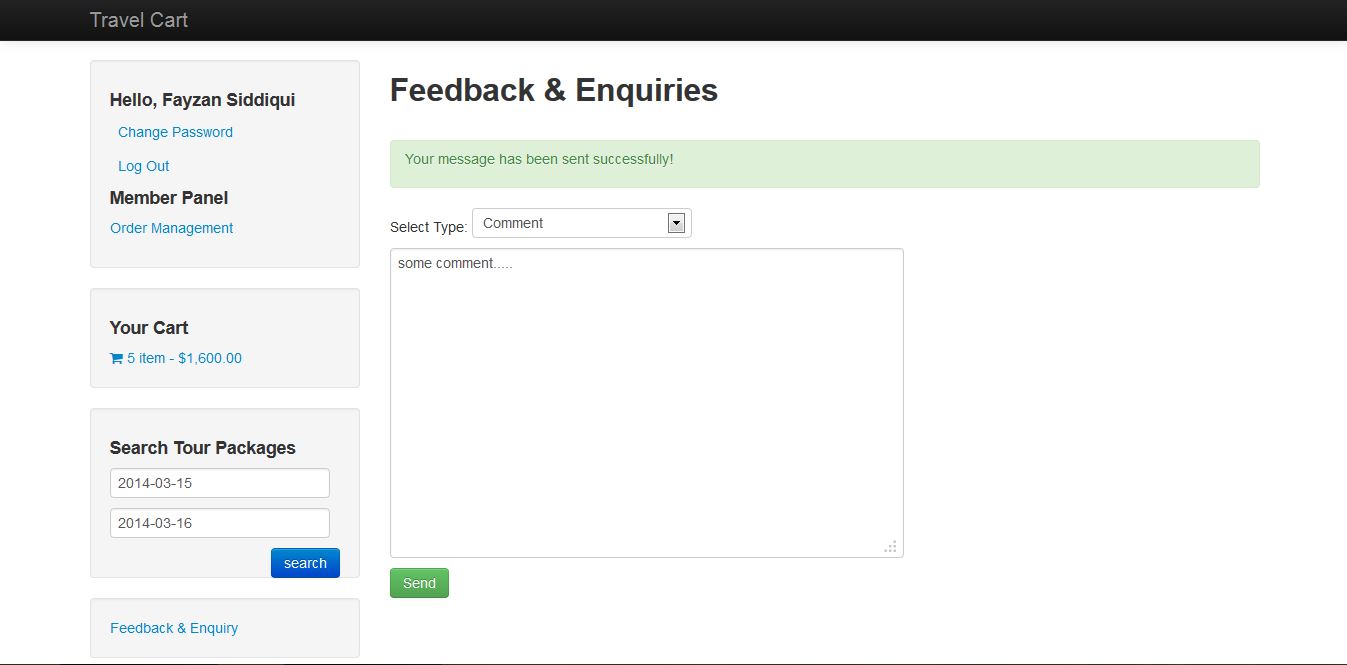 Travel Cart
Hello, Fayzan Siddiqui
Change Password
Log Out
Member Panel
Order Management
Your Cart
5 item - $1,600.00
Search Tour Packages
2014-03-15
2014-03-16
search
Feedback & Enquiry
Feedback & Enquiries
Your message has been sent successfully!
Select Type: Comment
some comment.....
Send